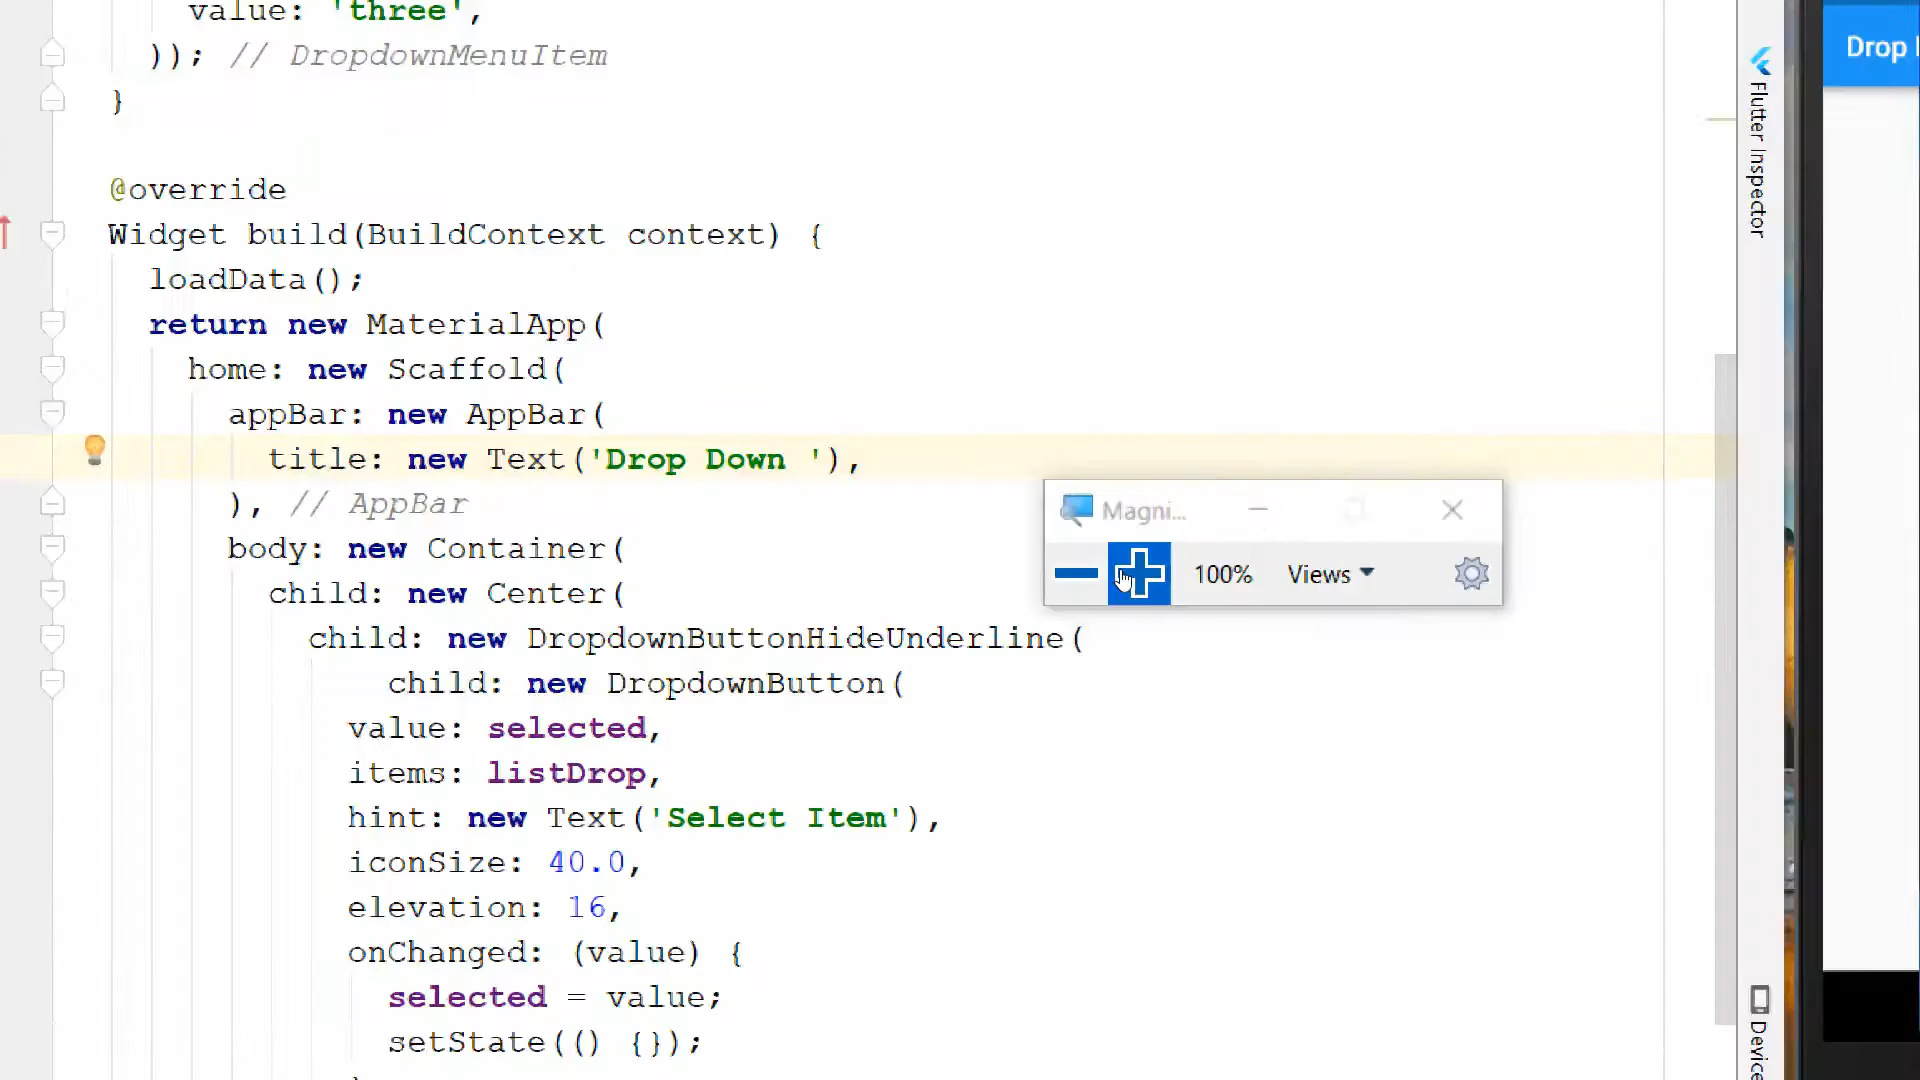 value: 'three',
)); // DropdownMenuItem
}
@override
Widget build(BuildContext context) {
loadData();
return new MaterialApp(
home: new Scaffold(
appBar: new AppBar(
title: new Text('Drop Down '),
), // AppBar
body: new Container(
child: new Center(
child: new DropdownButtonHideUnderline(
child: new DropdownButton(
value: selected,
items: listDrop,
hint: new Text('Select Item'),
iconSize: 40.0,
elevation: 16,
onChanged: (value) {
selected = value;
setState(() {});
Magni...
100% Views
Flutter Inspector
Device
Drop